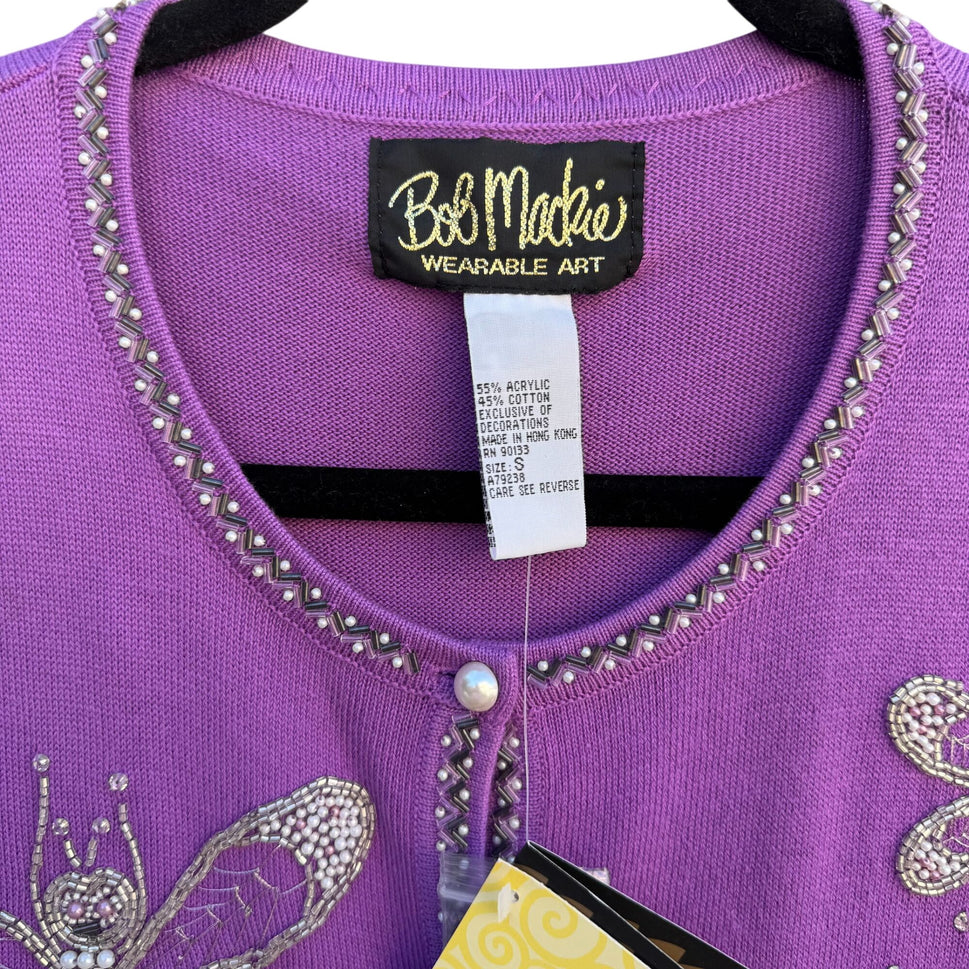 Bob Mackie
WEARABLE ART
55% ACRYLIC
45% COTTON
EXCLUSIVE OF
DECORATIONS
MADE IN HONG KONG
RN 90133
SIZE: S
A79238
CARE SEE REVERSE